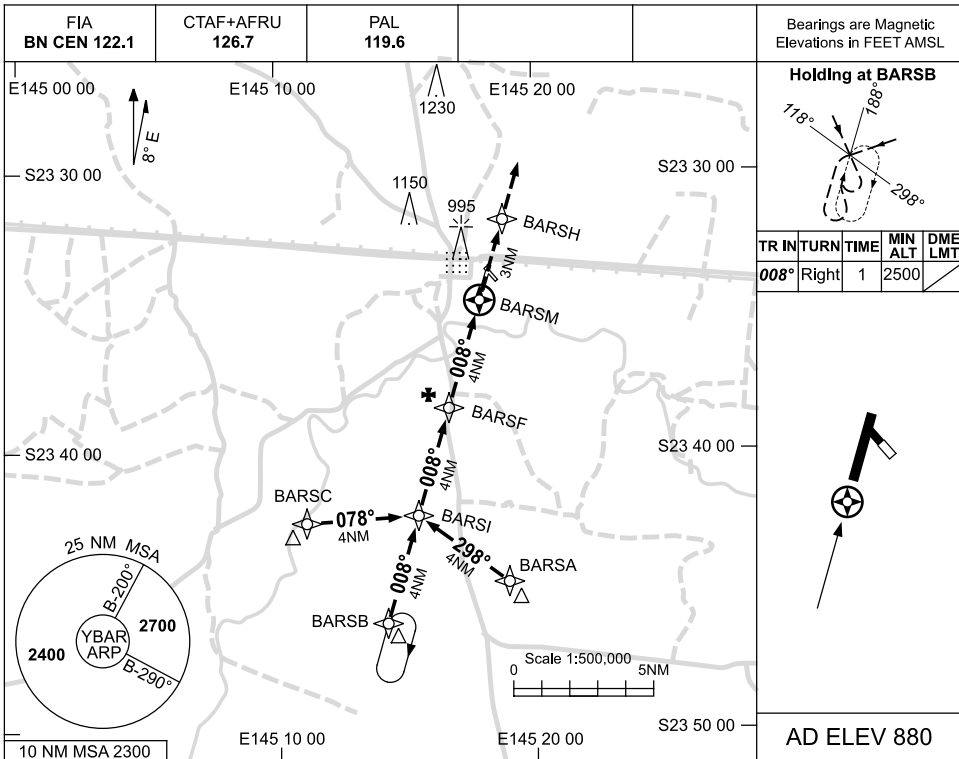 FIA
BN CEN 122.1
CTAF+AFRU
126.7
PAL
119.6
Bearings are Magnetic
Elevations in FEET AMSL
E145 00 00
E145 10 00
E145 20 00
1230
8° E
S23 30 00
S23 30 00
1150
995
BARSH
3NM
BARSM
008°
4NM
BARSF
S23 40 00
S23 40 00
008°
4NM
BARSC
078°
4NM
BARSI
298°
4NM
BARSA
008°
4NM
BARSB
25 NM MSA
B-200°
2400
YBAR
ARP
2700
B-290°
Scale 1:500,000
0
5NM
S23 50 00
10 NM MSA 2300
E145 10 00
E145 20 00
Holding at BARSB
118°
188°
298°
TR IN TURN TIME MIN ALT DME LMT
008° Right 1 2500
AD ELEV 880